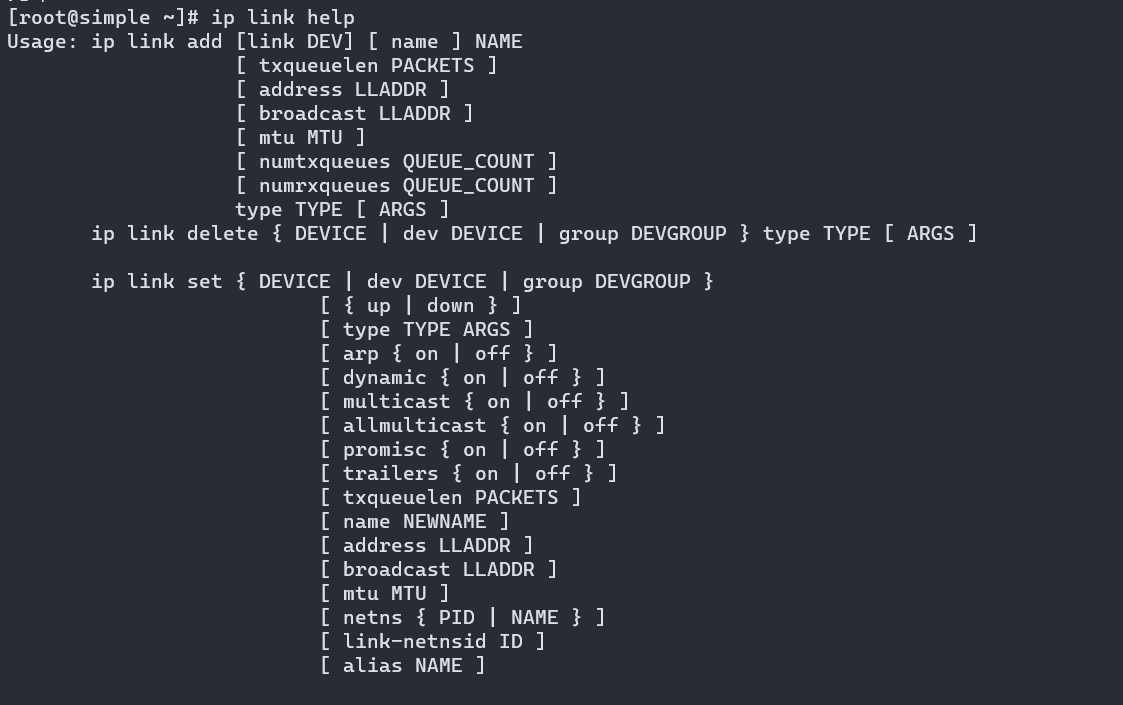 [root@simple ~]# ip link help
Usage: ip link add [link DEV] [ name ] NAME
                   [ txqueuelen PACKETS ]
                   [ address LLADDR ]
                   [ broadcast LLADDR ]
                   [ mtu MTU ]
                   [ numtxqueues QUEUE_COUNT ]
                   [ numrxqueues QUEUE_COUNT ]
                   type TYPE [ ARGS ]
       ip link delete { DEVICE | dev DEVICE | group DEVGROUP } type TYPE [ ARGS ]

       ip link set { DEVICE | dev DEVICE | group DEVGROUP }
                          [ { up | down } ]
                          [ type TYPE ARGS ]
                          [ arp { on | off } ]
                          [ dynamic { on | off } ]
                          [ multicast { on | off } ]
                          [ allmulticast { on | off } ]
                          [ promisc { on | off } ]
                          [ trailers { on | off } ]
                          [ txqueuelen PACKETS ]
                          [ name NEWNAME ]
                          [ address LLADDR ]
                          [ broadcast LLADDR ]
                          [ mtu MTU ]
                          [ netns { PID | NAME } ]
                          [ link-netnsid ID ]
                          [ alias NAME ]